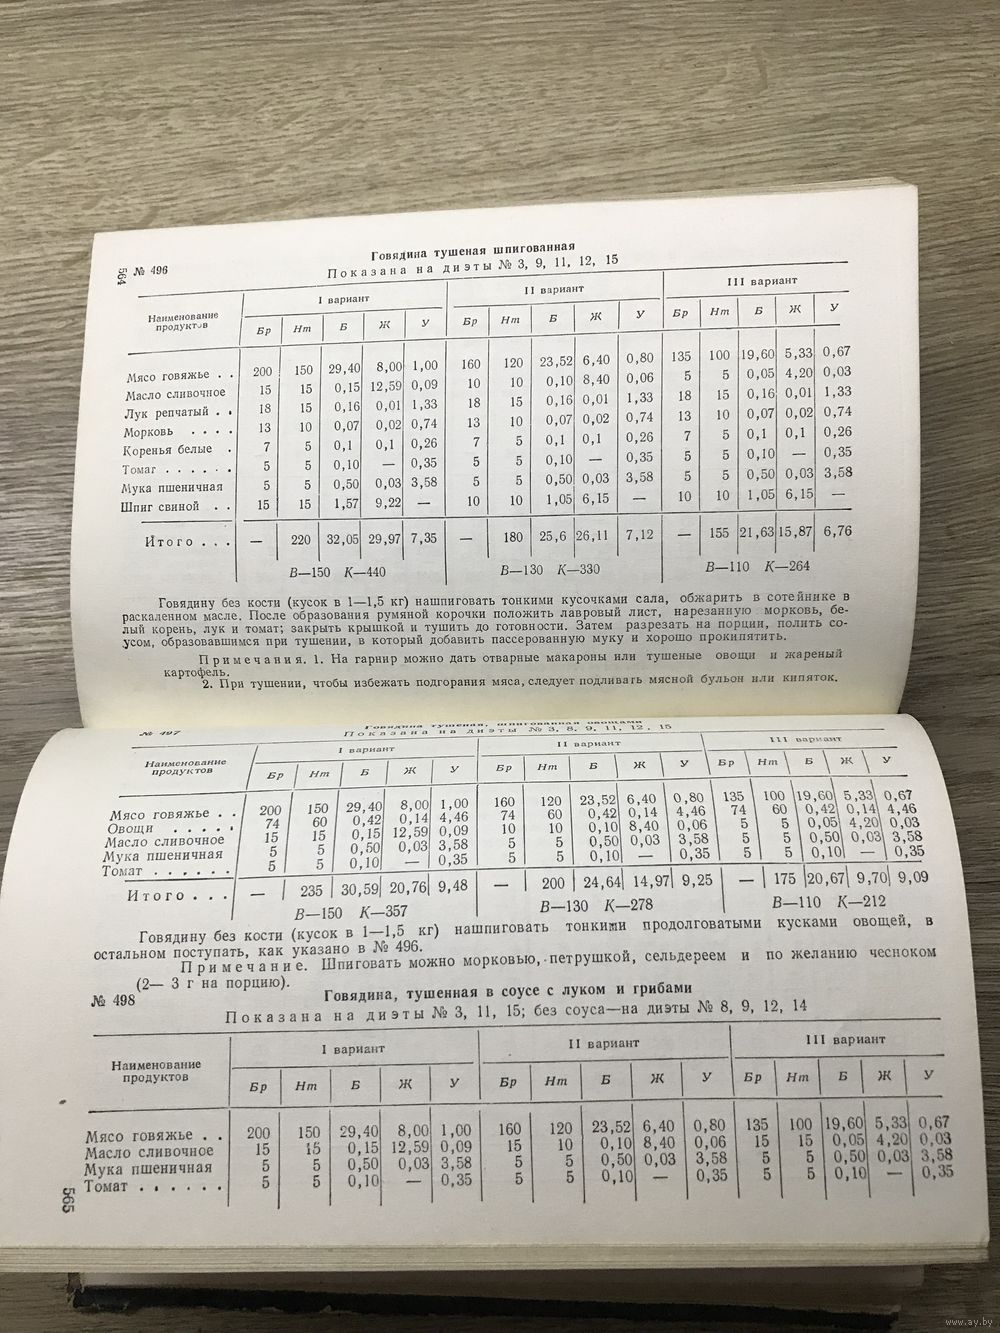 564
№ 496
Говядина тушеная шпигованная
Показана на диэты № 3, 9, 11, 12, 15
Наименование продуктов I вариант II вариант III вариант
Бр Нт Б Ж У Бр Нт Б Ж У Бр Нт Б Ж У
Мясо говяжье . . 200 150 29,40 8,00 1,00 160 120 23,52 6,40 0,80 135 100 19,60 5,33 0,67
Масло сливочное 15 15 0,15 12,59 0,09 10 10 0,10 8,40 0,06 5 5 0,05 4,20 0,03
Лук репчатый . . 18 15 0,16 0,01 1,33 18 15 0,16 0,01 1,33 18 15 0,16 0,01 1,33
Морковь . . . . 13 10 0,07 0,02 0,74 13 10 0,07 0,02 0,74 13 10 0,07 0,02 0,74
Коренья белые . 7 5 0,1 0,1 0,26 7 5 0,1 0,1 0,26 7 5 0,1 0,1 0,26
Томат . . . . . . 5 5 0,10 — 0,35 5 5 0,10 — 0,35 5 5 0,10 — 0,35
Мука пшеничная 5 5 0,50 0,03 3,58 5 5 0,50 0,03 3,58 5 5 0,50 0,03 3,58
Шпиг свиной . . 15 15 1,57 9,22 — 10 10 1,05 6,15 — 10 10 1,05 6,15 —
Итого . . . — 220 32,05 29,97 7,35 — 180 25,6 26,11 7,12 — 155 21,63 15,87 6,76
В—150 К—440 В—130 К—330 В—110 К—264
Говядину без кости (кусок в 1—1,5 кг) нашпиговать тонкими кусочками сала, обжарить в сотейнике в
раскаленном масле. После образования румяной корочки положить лавровый лист, нарезанную морковь, бе-
лый корень, лук и томат; закрыть крышкой и тушить до готовности. Затем разрезать на порции, полить со-
усом, образовавшимся при тушении, в который добавить пассерованную муку и хорошо прокипятить.
Примечания. 1. На гарнир можно дать отварные макароны или тушеные овощи и жареный
картофель.
2. При тушении, чтобы избежать подгорания мяса, следует подливать мясной бульон или кипяток.
№ 497
Говядина тушеная, шпигованная овощами
Показана на диэты № 3, 8, 9, 11, 12, 15
Наименование продуктов I вариант II вариант III вариант
Бр Нт Б Ж У Бр Нт Б Ж У Бр Нт Б Ж У
Мясо говяжье . . 200 150 29,40 8,00 1,00 160 120 23,52 6,40 0,80 135 100 19,60 5,33 0,67
Овощи . . . . . 74 60 0,42 0,14 4,46 74 60 0,42 0,14 4,46 74 60 0,42 0,14 4,46
Масло сливочное 15 15 0,15 12,59 0,09 10 10 0,10 8,40 0,06 5 5 0,05 4,20 0,03
Мука пшеничная 5 5 0,50 0,03 3,58 5 5 0,50 0,03 3,58 5 5 0,50 0,03 3,58
Томат . . . . . . 5 5 0,10 — 0,35 5 5 0,10 — 0,35 5 5 0,10 — 0,35
Итого . . . — 235 30,59 20,76 9,48 — 200 24,64 14,97 9,25 — 175 20,67 9,70 9,09
В—150 К—357 В—130 К—278 В—110 К—212
Говядину без кости (кусок в 1—1,5 кг) нашпиговать тонкими продолговатыми кусками овощей, в
остальном поступать, как указано в № 496.
Примечание. Шпиговать можно морковью, петрушкой, сельдереем и по желанию чесноком
(2— 3 г на порцию).
№ 498
Говядина, тушенная в соусе с луком и грибами
Показана на диэты № 3, 11, 15; без соуса—на диэты № 8, 9, 12, 14
Наименование продуктов I вариант II вариант III вариант
Бр Нт Б Ж У Бр Нт Б Ж У Бр Нт Б Ж У
Мясо говяжье . . 200 150 29,40 8,00 1,00 160 120 23,52 6,40 0,80 135 100 19,60 5,33 0,67
Масло сливочное 15 15 0,15 12,59 0,09 15 10 0,10 8,40 0,06 15 15 0,05 4,20 0,03
Мука пшеничная 5 5 0,50 0,03 3,58 5 5 0,50 0,03 3,58 5 5 0,50 0,03 3,58
Томат . . . . . . 5 5 0,10 — 0,35 5 5 0,10 — 0,35 5 5 0,10 — 0,35
565
www.ay.by